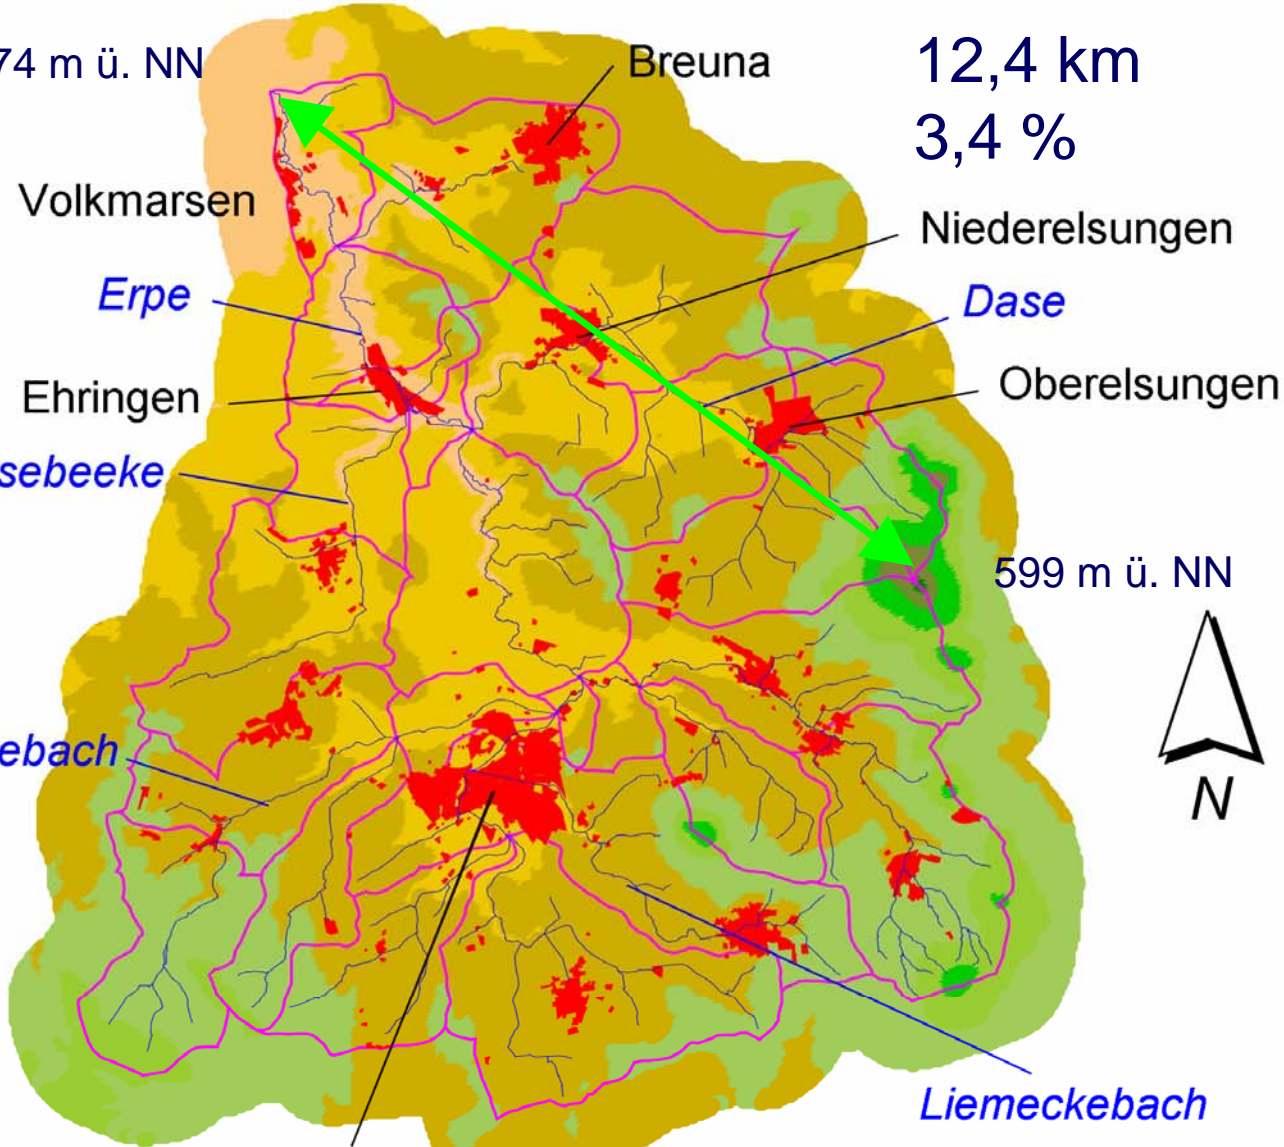 74 m ü. NN
Breuna
12,4 km
3,4 %
Volkmarsen
Niederelsungen
Erpe
Dase
Ehringen
Oberelsungen
sebeeke
599 m ü. NN
ebach
N
Liemeckebach